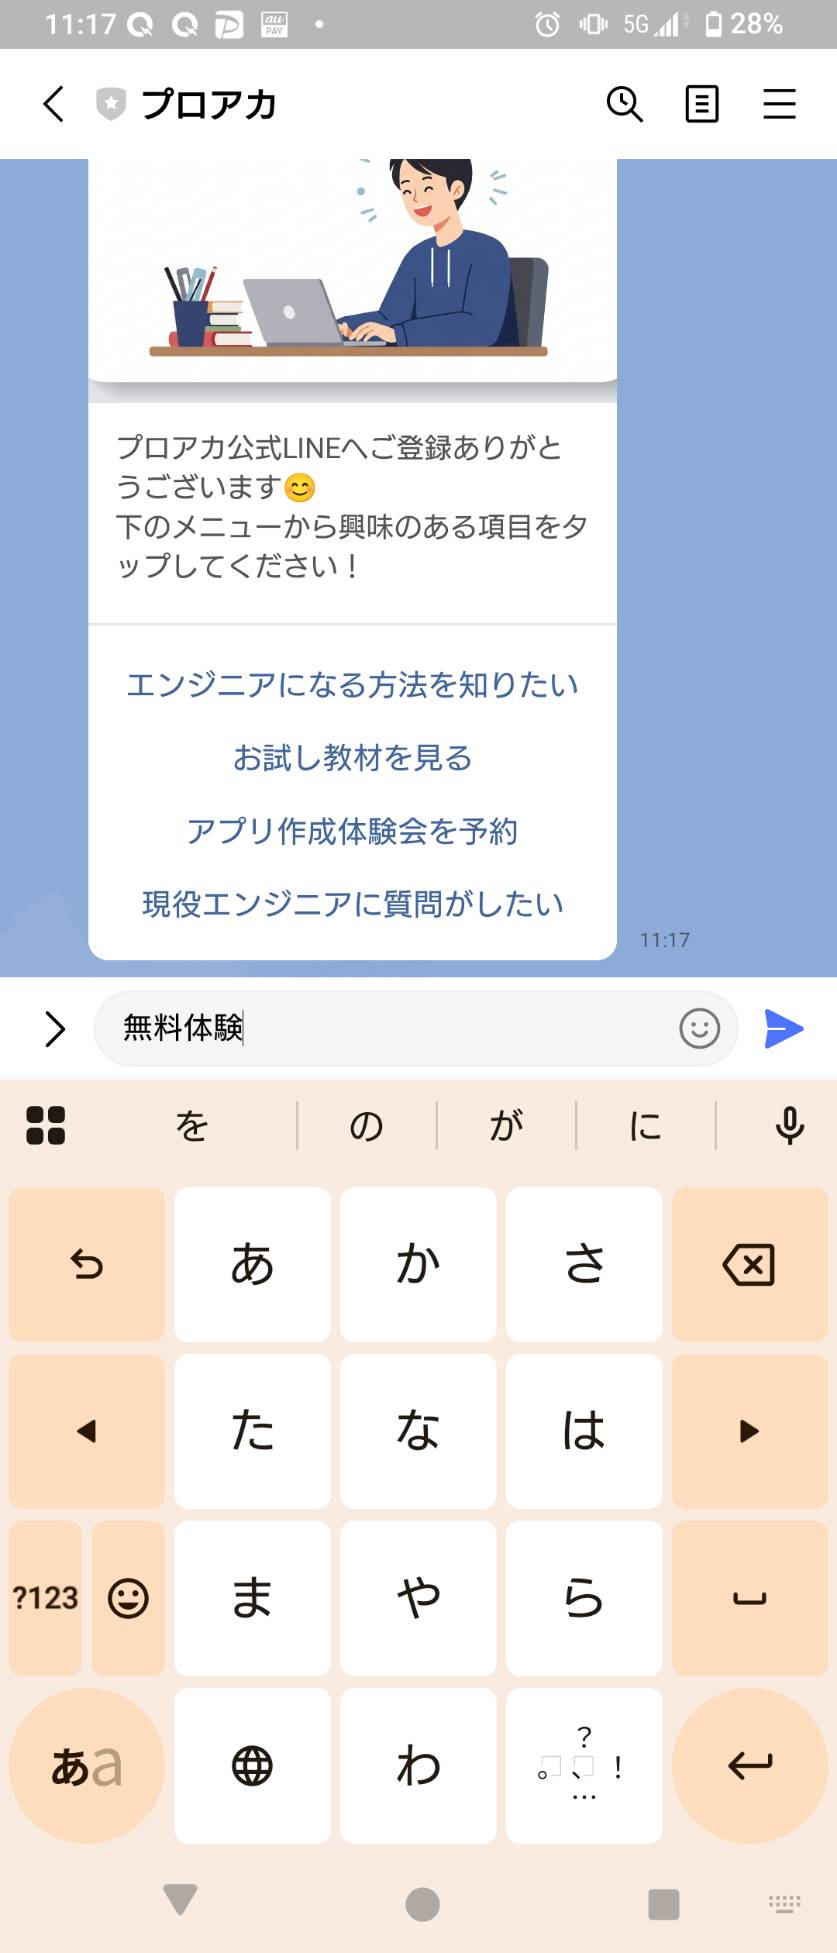 11:17 au PAY 5G 28%
プロアカ
プロアカ公式LINEへご登録ありがと
うございます😊
下のメニューから興味のある項目をタ
ップしてください！
エンジニアになる方法を知りたい
お試し教材を見る
アプリ作成体験会を予約
現役エンジニアに質問がしたい
11:17
無料体験
を の が に
あ か さ
た な は
?123 ま や ら
あa わ 。?、!…